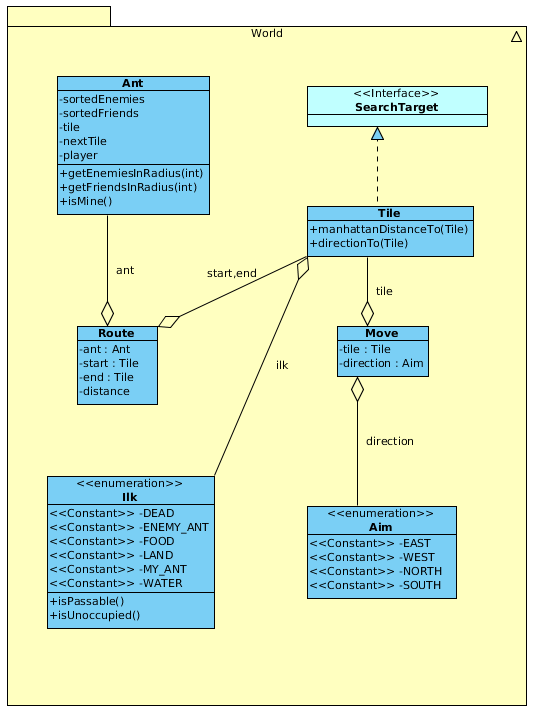 World
Ant
-sortedEnemies
-sortedFriends
-tile
-nextTile
-player
+getEnemiesInRadius(int)
+getFriendsInRadius(int)
+isMine()
<<Interface>>
SearchTarget
Tile
+manhattanDistanceTo(Tile)
+directionTo(Tile)
ant
start,end
tile
Route
-ant : Ant
-start : Tile
-end : Tile
-distance
Move
-tile : Tile
-direction : Aim
ilk
direction
<<enumeration>>
Ilk
<<Constant>> -DEAD
<<Constant>> -ENEMY_ANT
<<Constant>> -FOOD
<<Constant>> -LAND
<<Constant>> -MY_ANT
<<Constant>> -WATER
+isPassable()
+isUnoccupied()
<<enumeration>>
Aim
<<Constant>> -EAST
<<Constant>> -WEST
<<Constant>> -NORTH
<<Constant>> -SOUTH